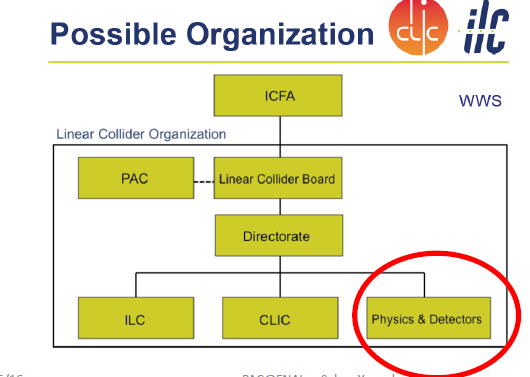 Possible Organization
clic
ilc
WWS
ICFA
Linear Collider Organization
PAC
Linear Collider Board
Directorate
ILC
CLIC
Physics & Detectors